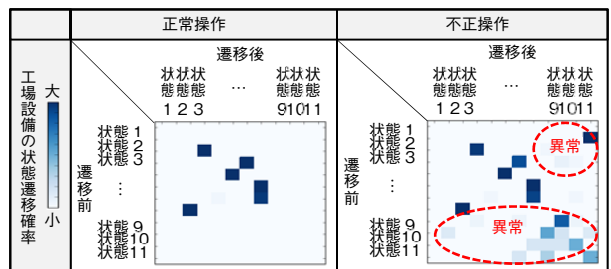 正常操作
不正操作
工場設備の状態遷移確率
大
小
遷移後
状態1 状態2 状態3 … 状態9 状態10 状態11
遷移前
状態1
状態2
状態3
⋮
状態9
状態10
状態11
遷移後
状態1 状態2 状態3 … 状態9 状態10 状態11
遷移前
状態1
状態2
状態3
⋮
状態9
状態10
状態11
異常
異常